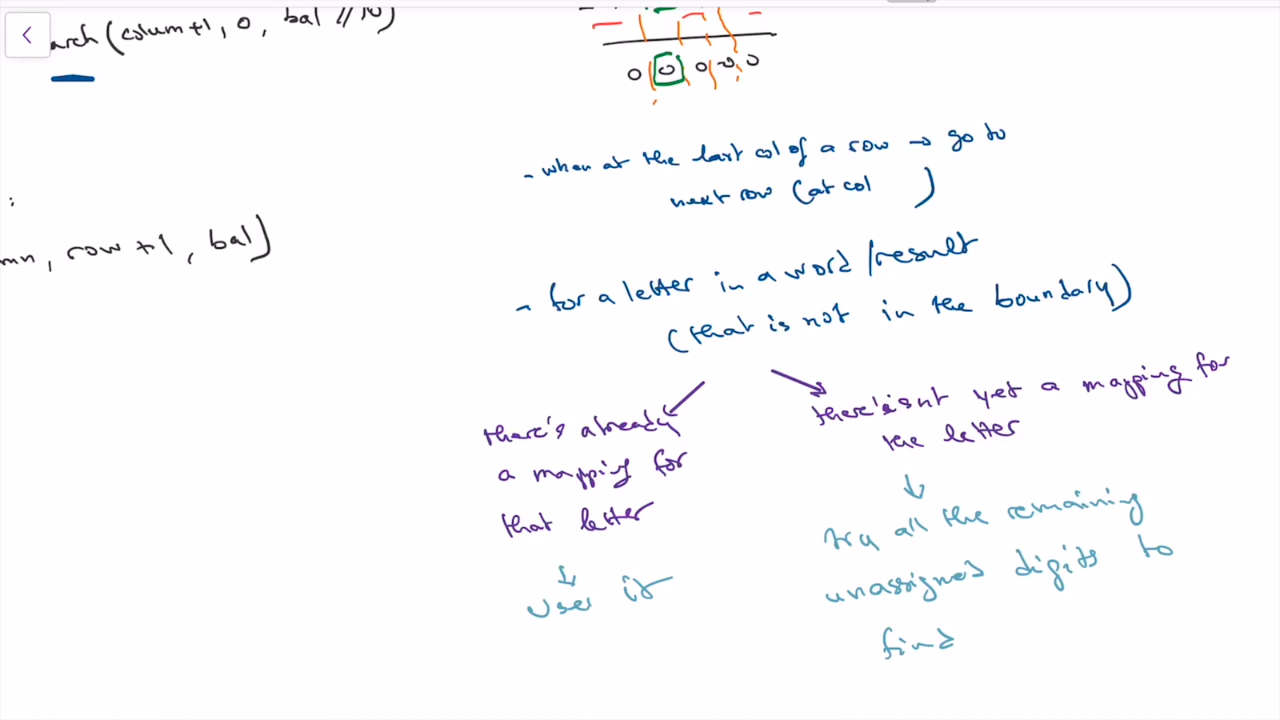 arch(column+1, 0, bal // 10)
0 0 0 0 0
- when at the last col of a row → go to
next row (at col )
:
mn, row +1, bal)
- for a letter in a word /result
(that is not in the boundary)
there's already
a mapping for
that letter
↓
user it
there'isnt yet a mapping for
the letter
↓
try all the remaining
unassigned digits to
find